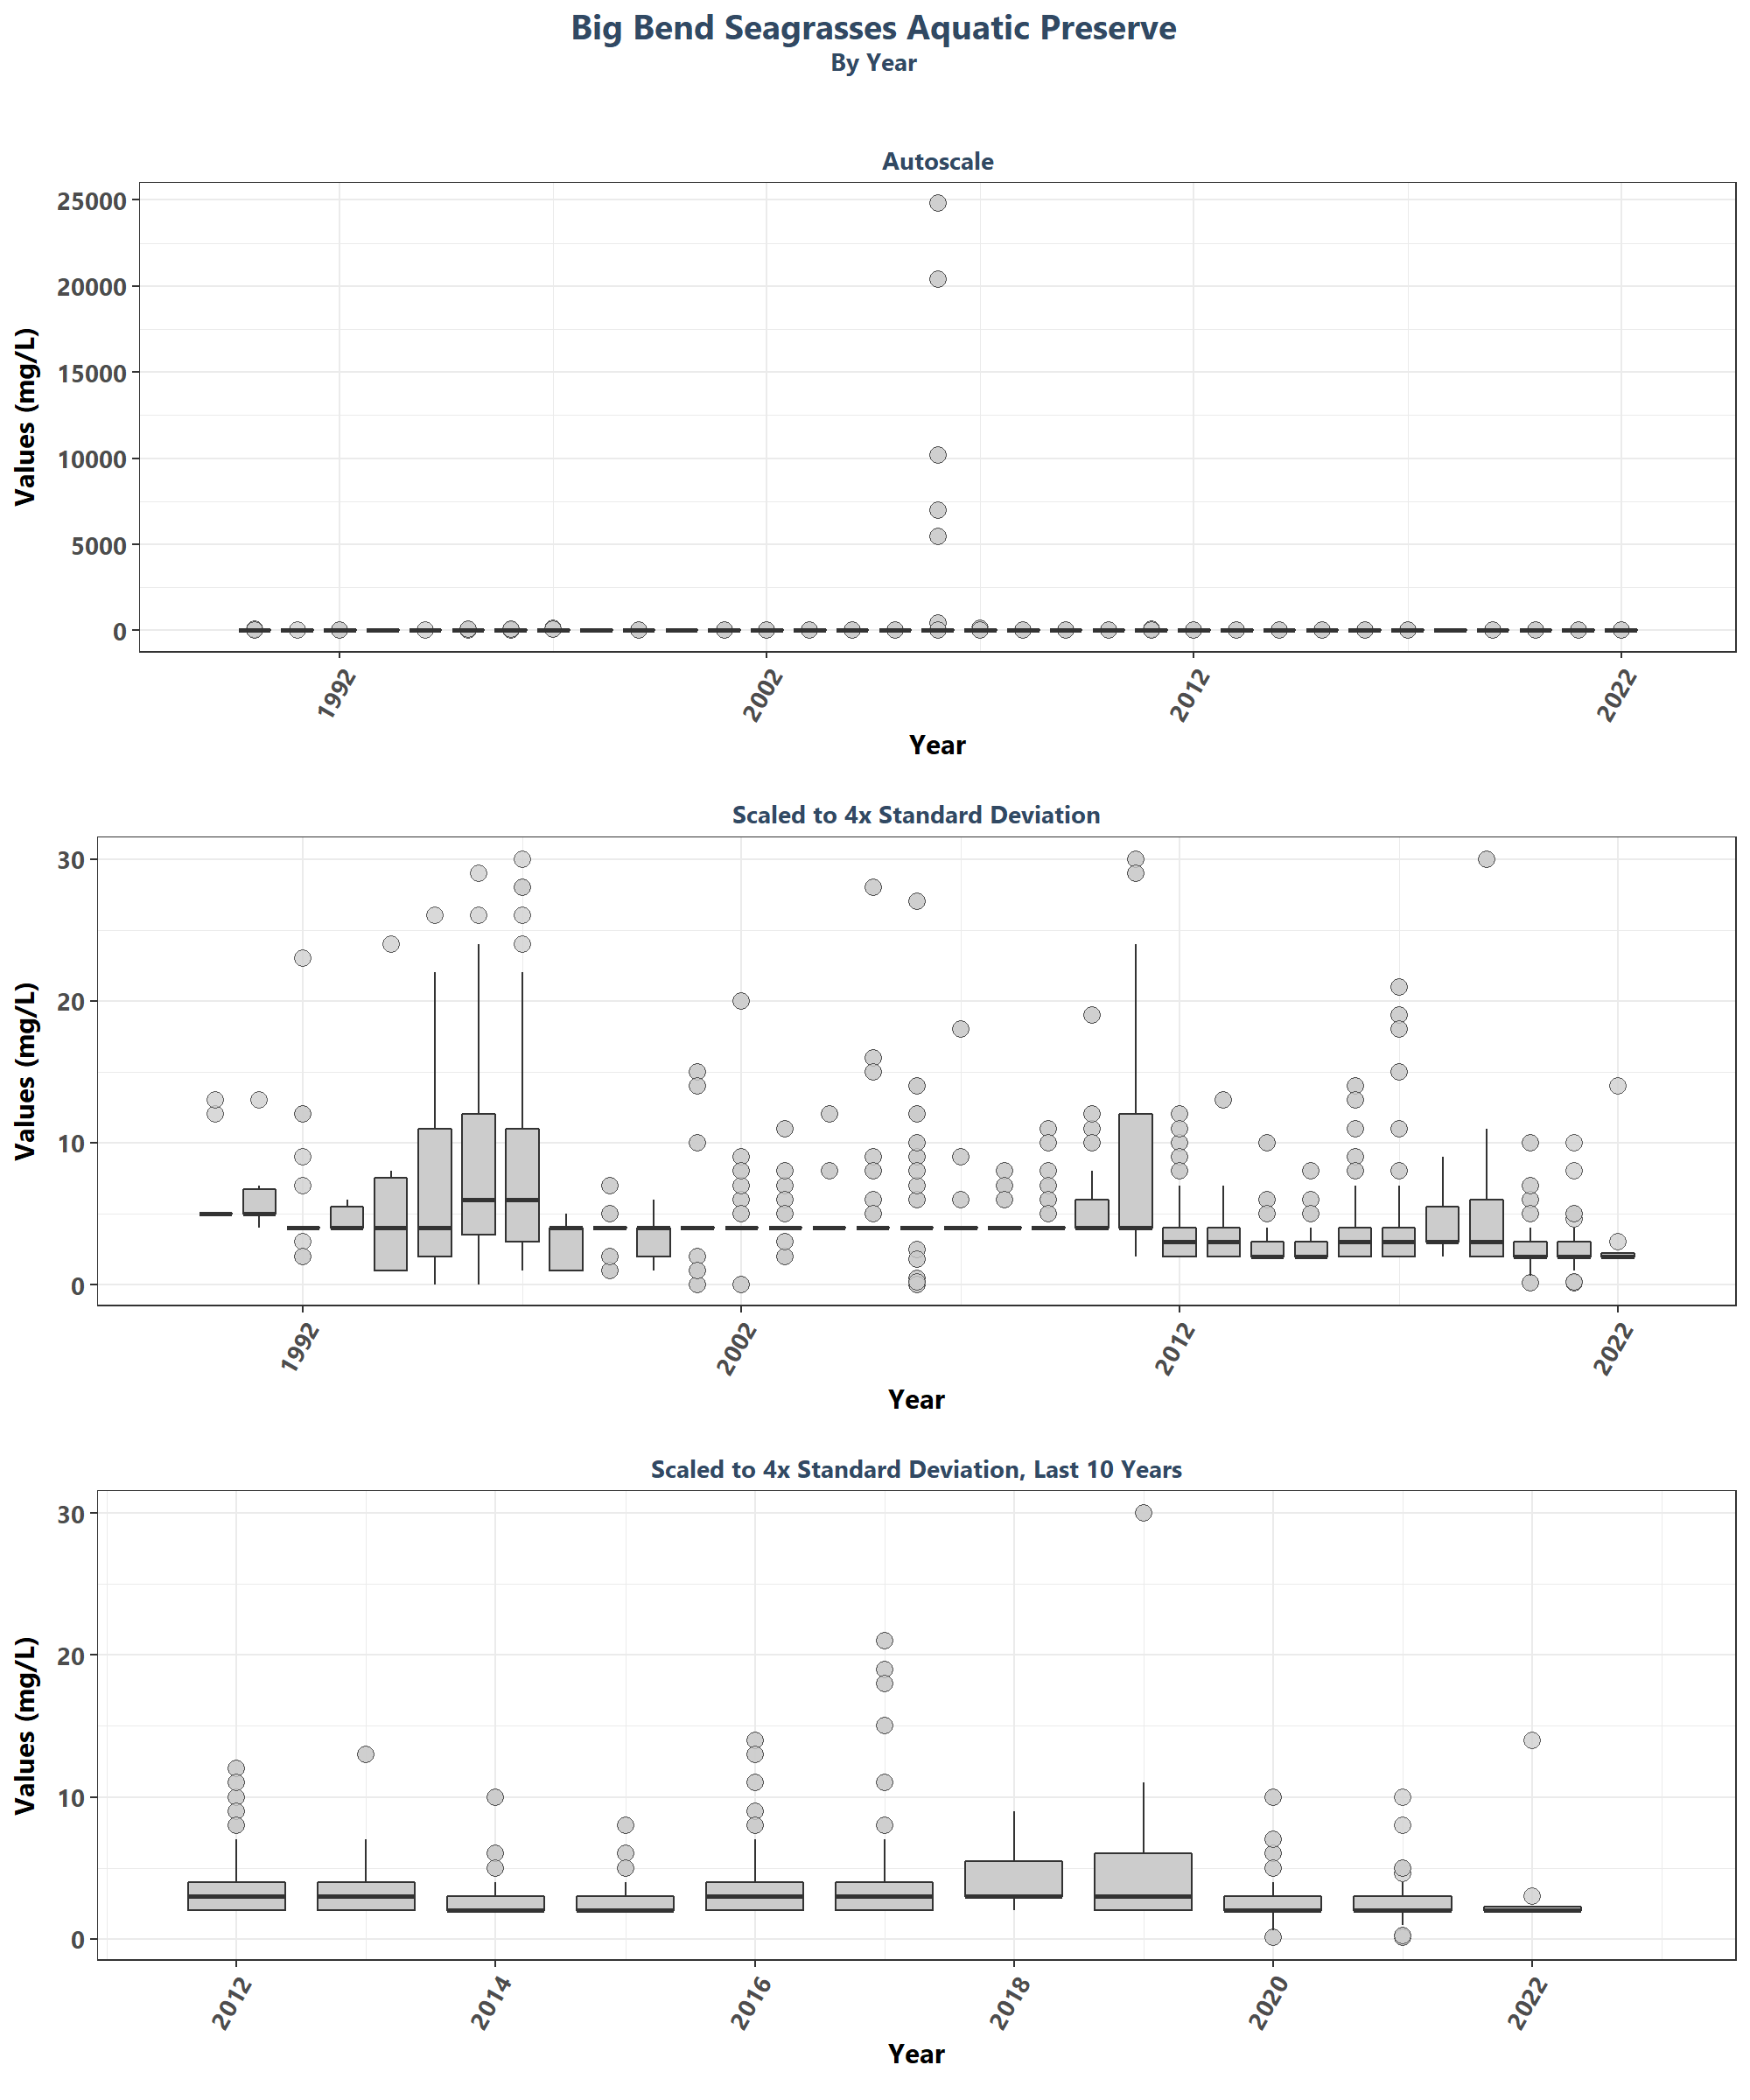 Big Bend Seagrasses Aquatic Preserve
By Year
Autoscale
Values (mg/L)
25000
20000
15000
10000
5000
0
1992
2002
2012
2022
Year
Scaled to 4x Standard Deviation
Values (mg/L)
30
20
10
0
1992
2002
2012
2022
Year
Scaled to 4x Standard Deviation, Last 10 Years
Values (mg/L)
30
20
10
0
2012
2014
2016
2018
2020
2022
Year